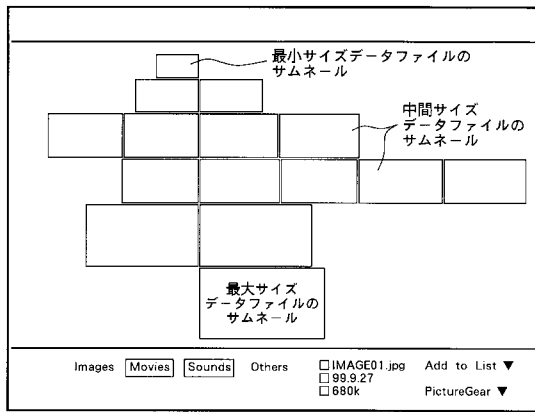 最小サイズデータファイルの
サムネール
中間サイズ
データファイルの
サムネール
最大サイズ
データファイルの
サムネール
Images Movies Sounds Others
IMAGE01.jpg Add to List ▼
99.9.27
680k PictureGear ▼